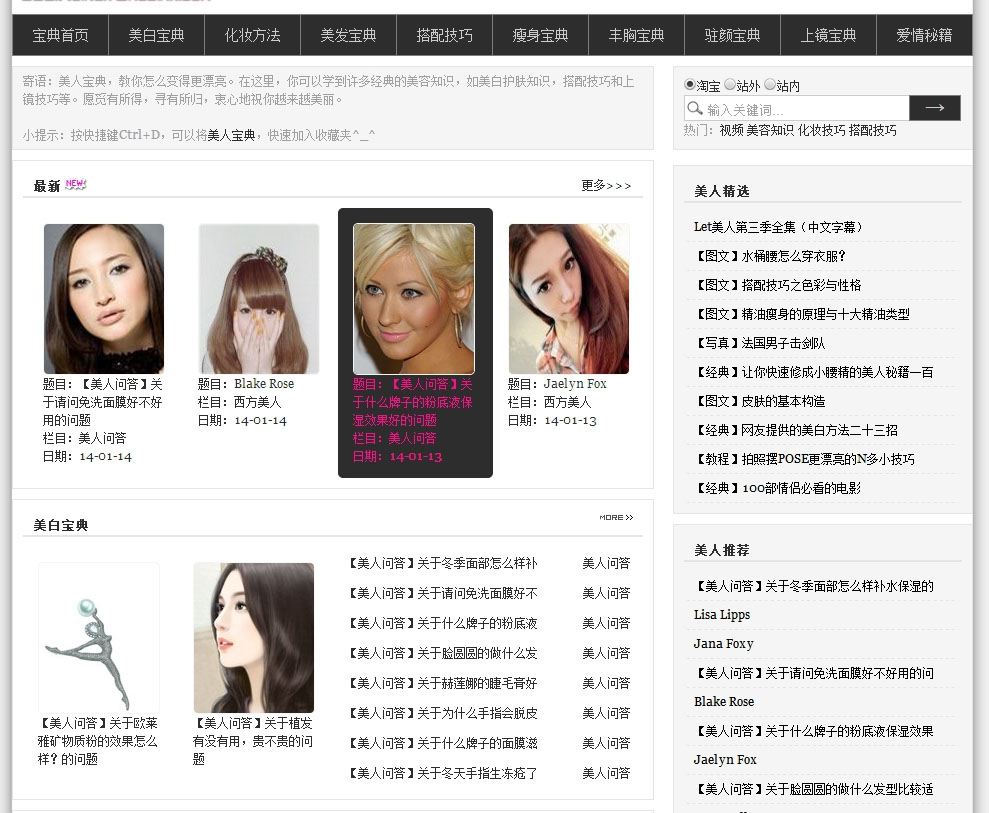 宝典首页 美白宝典 化妆方法 美发宝典 搭配技巧 瘦身宝典 丰胸宝典 驻颜宝典 上镜宝典 爱情秘籍
寄语：美人宝典，教你怎么变得更漂亮。在这里，你可以学到许多经典的美容知识，如美白护肤知识，搭配技巧和上
镜技巧等。愿觅有所得，寻有所归，衷心地祝你越来越美丽。
小提示：按快捷键Ctrl+D，可以将美人宝典，快速加入收藏夹^_^
淘宝 站外 站内
输入关键词...
热门：视频 美容知识 化妆技巧 搭配技巧
最新 NEW
更多>>>
题目：【美人问答】关
于请问免洗面膜好不好
用的问题
栏目：美人问答
日期：14-01-14
题目：Blake Rose
栏目：西方美人
日期：14-01-14
题目：【美人问答】关
于什么牌子的粉底液保
湿效果好的问题
栏目：美人问答
日期：14-01-13
题目：Jaelyn Fox
栏目：西方美人
日期：14-01-13
美白宝典
MORE >>
【美人问答】关于欧莱
雅矿物质粉的效果怎么
样？的问题
【美人问答】关于植发
有没有用，贵不贵的问
题
【美人问答】关于冬季面部怎么样补 美人问答
【美人问答】关于请问免洗面膜好不 美人问答
【美人问答】关于什么牌子的粉底液 美人问答
【美人问答】关于脸圆圆的做什么发 美人问答
【美人问答】关于赫莲娜的睫毛膏好 美人问答
【美人问答】关于为什么手指会脱皮 美人问答
【美人问答】关于什么牌子的面膜滋 美人问答
【美人问答】关于冬天手指生冻疮了 美人问答
美人精选
Let美人第三季全集（中文字幕）
【图文】水桶腰怎么穿衣服？
【图文】搭配技巧之色彩与性格
【图文】精油瘦身的原理与十大精油类型
【写真】法国男子击剑队
【经典】让你快速修成小腰精的美人秘籍一百
【图文】皮肤的基本构造
【经典】网友提供的美白方法二十三招
【教程】拍照摆POSE更漂亮的N多小技巧
【经典】100部情侣必看的电影
美人推荐
【美人问答】关于冬季面部怎么样补水保湿的
Lisa Lipps
Jana Foxy
【美人问答】关于请问免洗面膜好不好用的问
Blake Rose
【美人问答】关于什么牌子的粉底液保湿效果
Jaelyn Fox
【美人问答】关于脸圆圆的做什么发型比较适